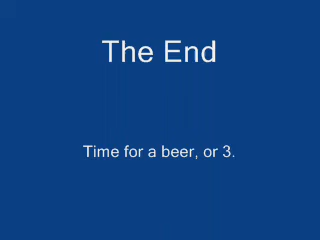 The End
Time for a beer, or 3.